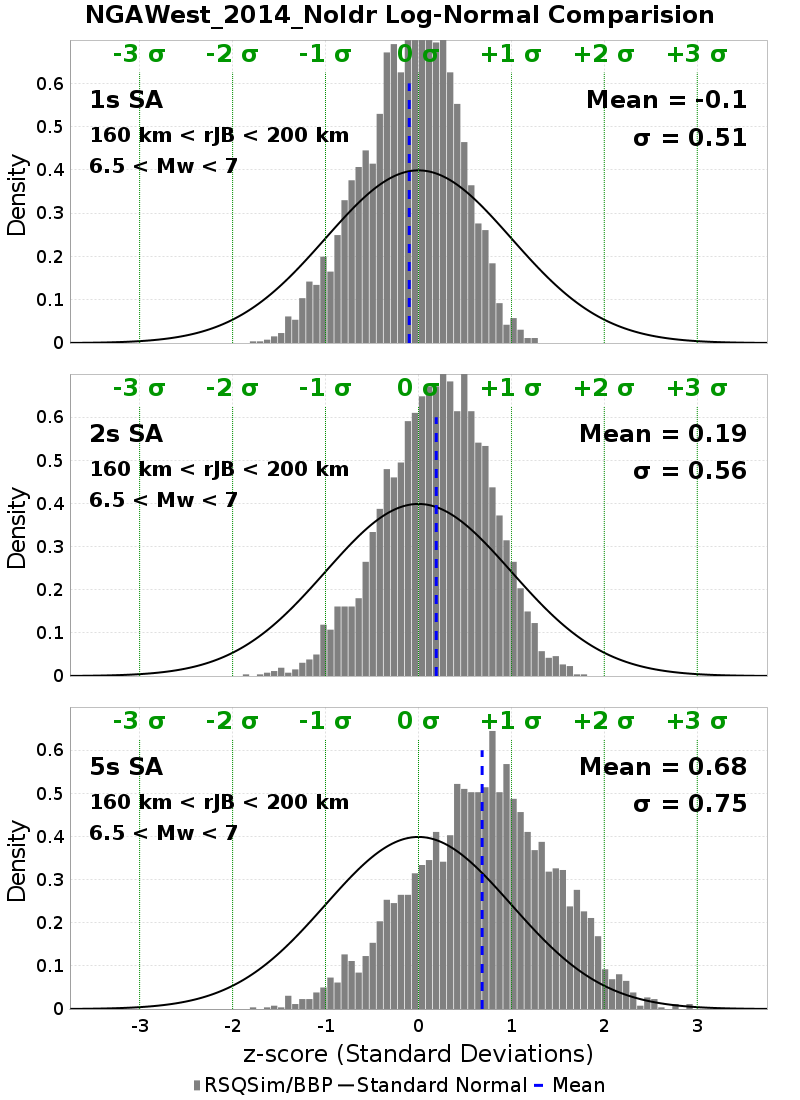 NGAWest_2014_NoIdr Log-Normal Comparision
-3 σ -2 σ -1 σ 0 σ +1 σ +2 σ +3 σ
1s SA
Mean = -0.1
160 km < rJB < 200 km
σ = 0.51
6.5 < Mw < 7
Density
0.6
0.5
0.4
0.3
0.2
0.1
0
-3 σ -2 σ -1 σ 0 σ +1 σ +2 σ +3 σ
2s SA
Mean = 0.19
160 km < rJB < 200 km
σ = 0.56
6.5 < Mw < 7
Density
0.6
0.5
0.4
0.3
0.2
0.1
0
-3 σ -2 σ -1 σ 0 σ +1 σ +2 σ +3 σ
5s SA
Mean = 0.68
160 km < rJB < 200 km
σ = 0.75
6.5 < Mw < 7
Density
0.6
0.5
0.4
0.3
0.2
0.1
0
-3 -2 -1 0 1 2 3
z-score (Standard Deviations)
RSQSim/BBP Standard Normal Mean